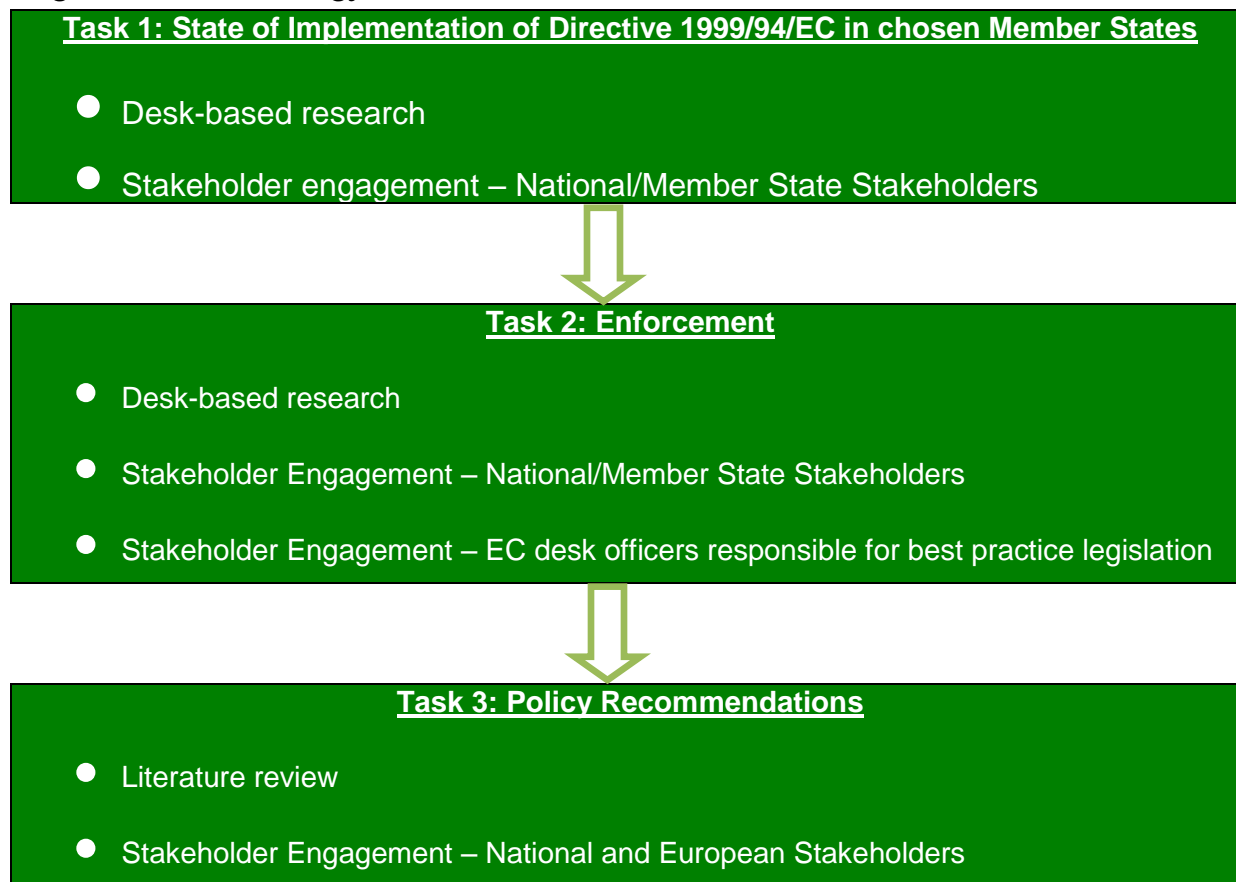 Task 1: State of Implementation of Directive 1999/94/EC in chosen Member States
● Desk-based research
● Stakeholder engagement – National/Member State Stakeholders
Task 2: Enforcement
● Desk-based research
● Stakeholder Engagement – National/Member State Stakeholders
● Stakeholder Engagement – EC desk officers responsible for best practice legislation
Task 3: Policy Recommendations
● Literature review
● Stakeholder Engagement – National and European Stakeholders